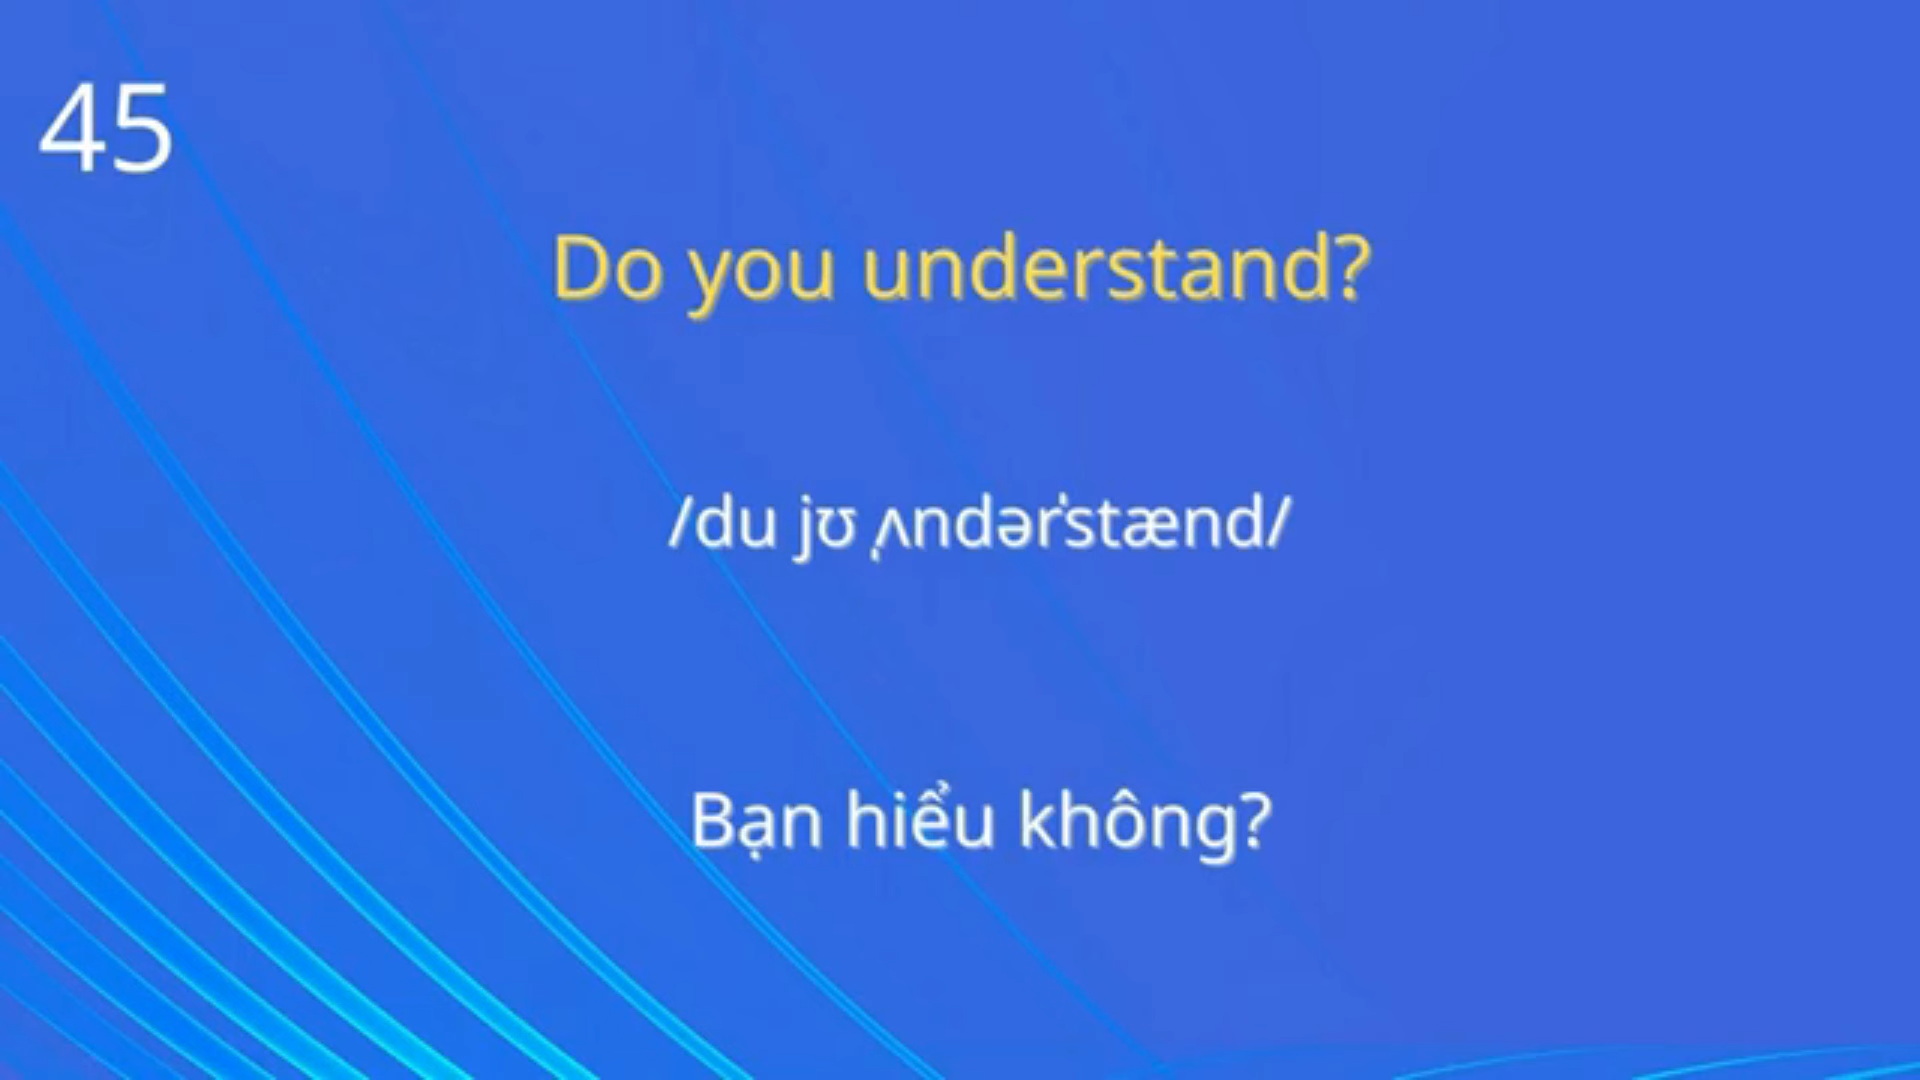 45
Do you understand?
/du jʊ ˌʌndərˈstænd/
Bạn hiểu không?